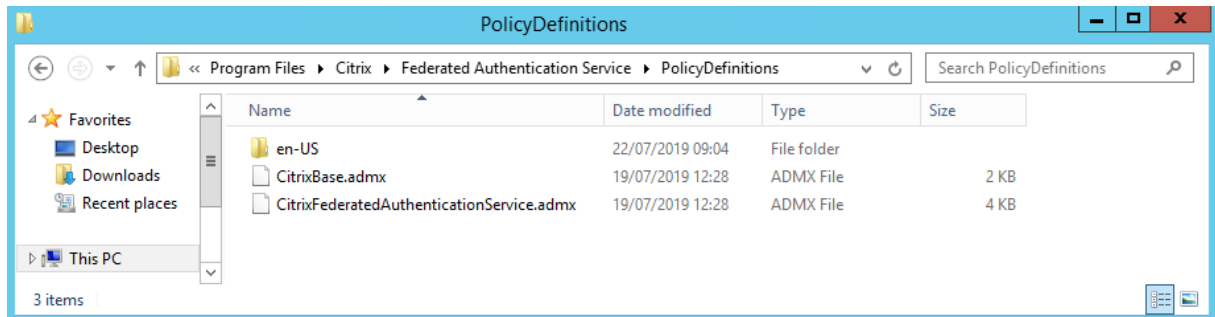 PolicyDefinitions
« Program Files Citrix Federated Authentication Service PolicyDefinitions Search PolicyDefinitions
Favorites
Desktop
Downloads
Recent places
This PC
Name Date modified Type Size
en-US 22/07/2019 09:04 File folder
CitrixBase.admx 19/07/2019 12:28 ADMX File 2 KB
CitrixFederatedAuthenticationService.admx 19/07/2019 12:28 ADMX File 4 KB
3 items